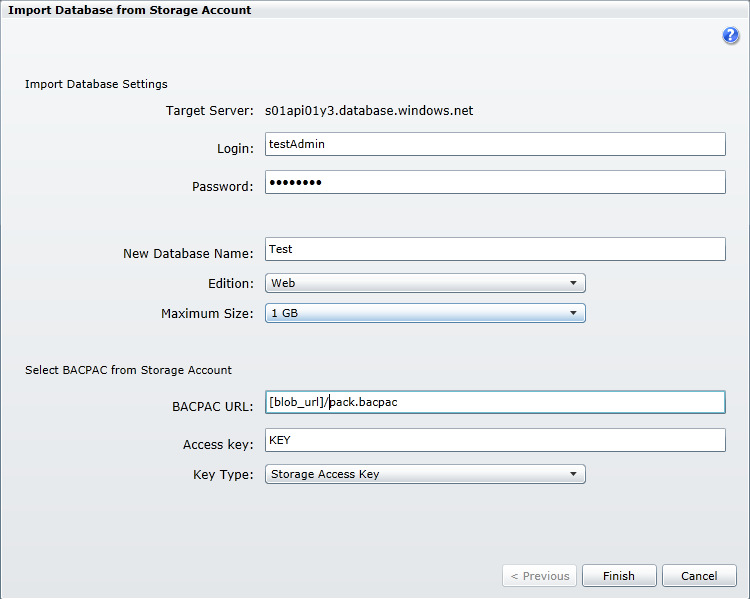 Import Database from Storage Account
?
Import Database Settings
Target Server: s01api01y3.database.windows.net
Login: testAdmin
Password: ••••••••
New Database Name: Test
Edition: Web
Maximum Size: 1 GB
Select BACPAC from Storage Account
BACPAC URL: [blob_url]/pack.bacpac
Access key: KEY
Key Type: Storage Access Key
< Previous Finish Cancel